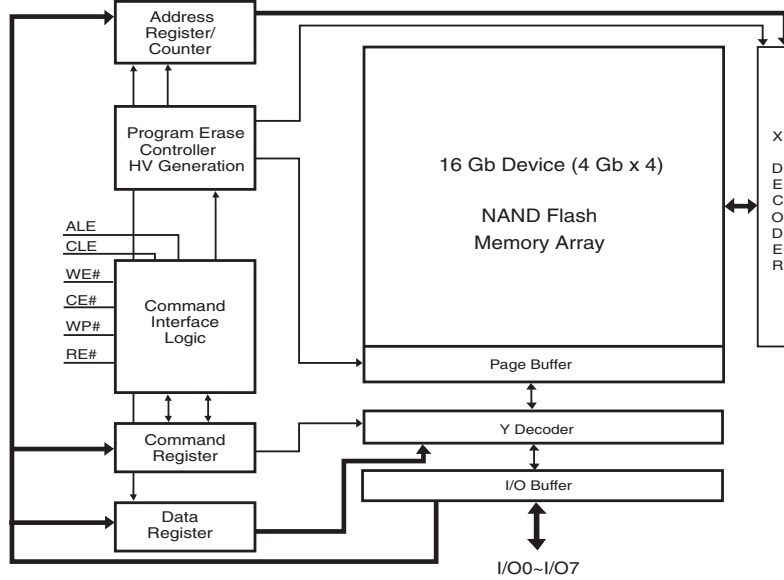 Address
Register/
Counter
Program Erase
Controller
HV Generation
ALE
CLE
WE#
CE#
WP#
RE#
Command
Interface
Logic
Command
Register
Data
Register
16 Gb Device (4 Gb x 4)
NAND Flash
Memory Array
Page Buffer
Y Decoder
I/O Buffer
I/O0~I/O7
X
D
E
C
O
D
E
R